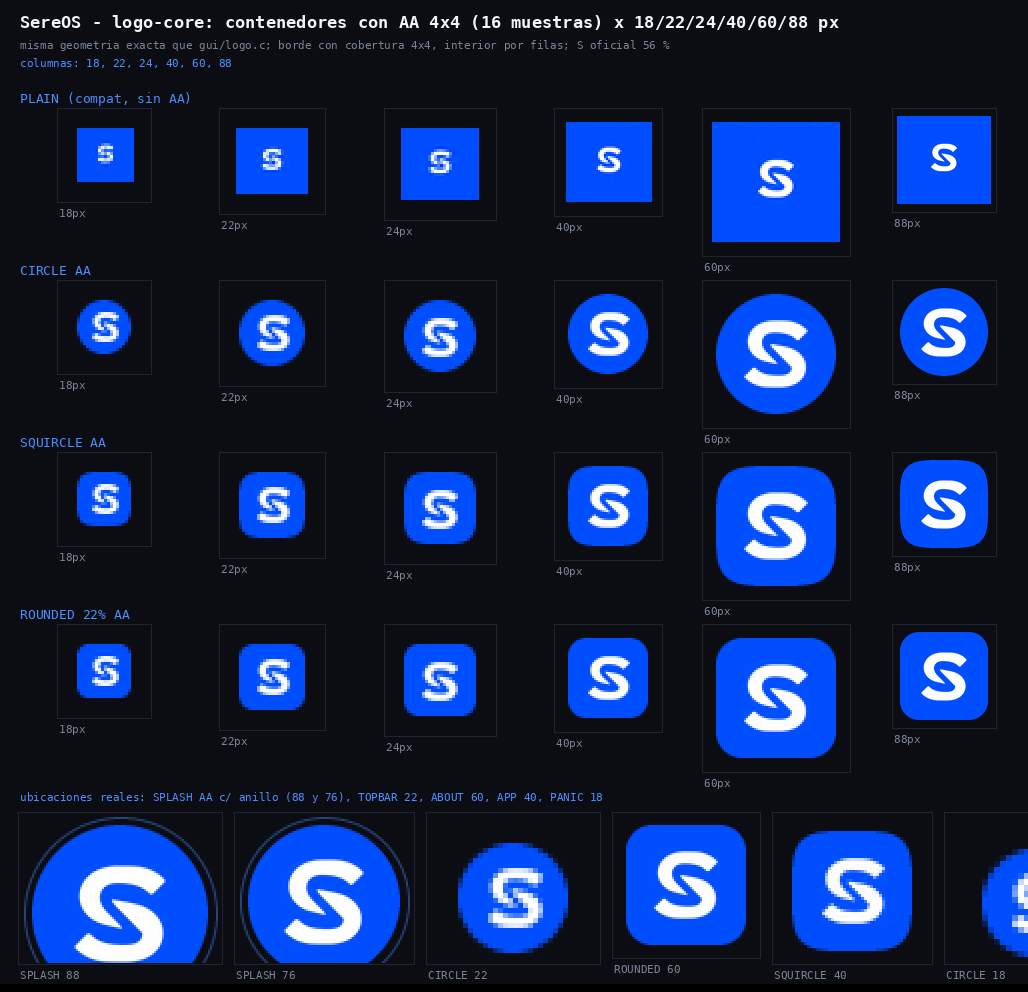 SereOS - logo-core: contenedores con AA 4x4 (16 muestras) x 18/22/24/40/60/88 px
misma geometria exacta que gui/logo.c; borde con cobertura 4x4, interior por filas; S oficial 56 %
columnas: 18, 22, 24, 40, 60, 88
PLAIN (compat, sin AA)
S S S S S S
18px 22px 24px 40px 60px 88px
CIRCLE AA
S S S S S S
18px 22px 24px 40px 60px 88px
SQUIRCLE AA
S S S S S S
18px 22px 24px 40px 60px 88px
ROUNDED 22% AA
S S S S S S
18px 22px 24px 40px 60px 88px
ubicaciones reales: SPLASH AA c/ anillo (88 y 76), TOPBAR 22, ABOUT 60, APP 40, PANIC 18
S S S S S
SPLASH 88 SPLASH 76 CIRCLE 22 ROUNDED 60 SQUIRCLE 40 CIRCLE 18